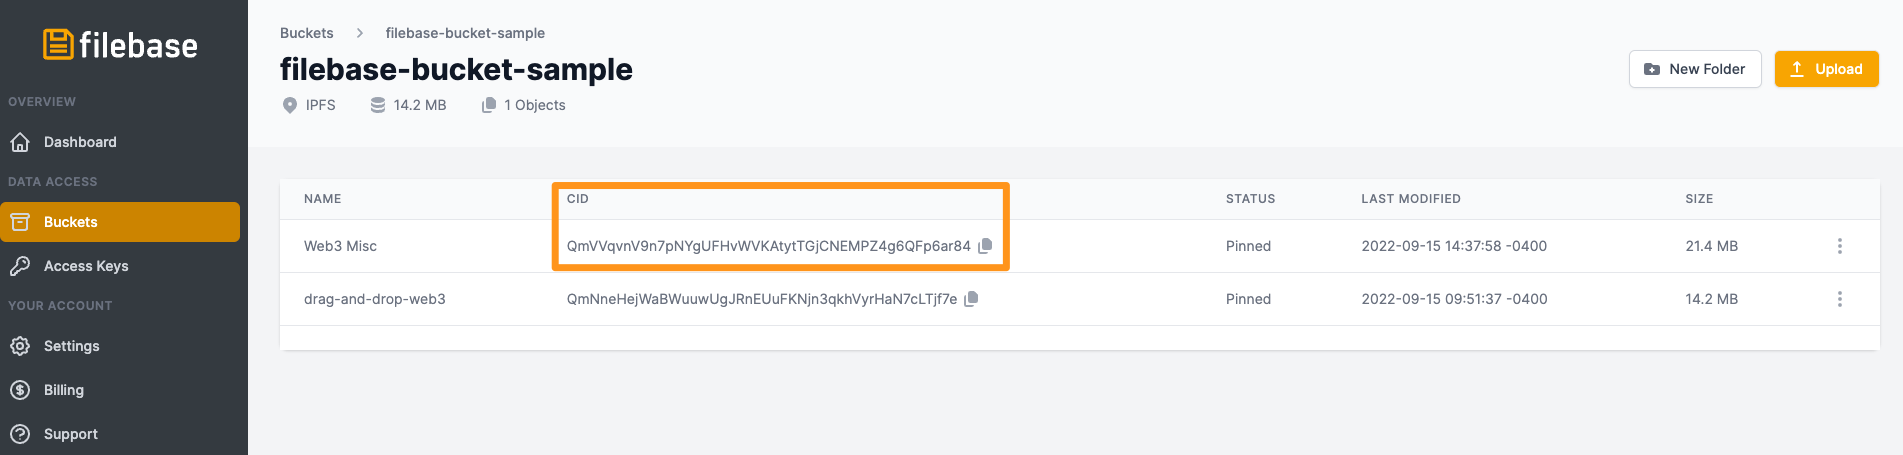 filebase
OVERVIEW
Dashboard
DATA ACCESS
Buckets
Access Keys
YOUR ACCOUNT
Settings
Billing
Support
Buckets > filebase-bucket-sample
filebase-bucket-sample
IPFS 14.2 MB 1 Objects
New Folder Upload
NAME CID STATUS LAST MODIFIED SIZE
Web3 Misc QmVVqvnV9n7pNYgUFHvWVKAtytTGjCNEMPZ4g6QFp6ar84 Pinned 2022-09-15 14:37:58 -0400 21.4 MB
drag-and-drop-web3 QmNneHejWaBWuuwUgJRnEUuFKNjn3qkhVyrHaN7cLTjf7e Pinned 2022-09-15 09:51:37 -0400 14.2 MB